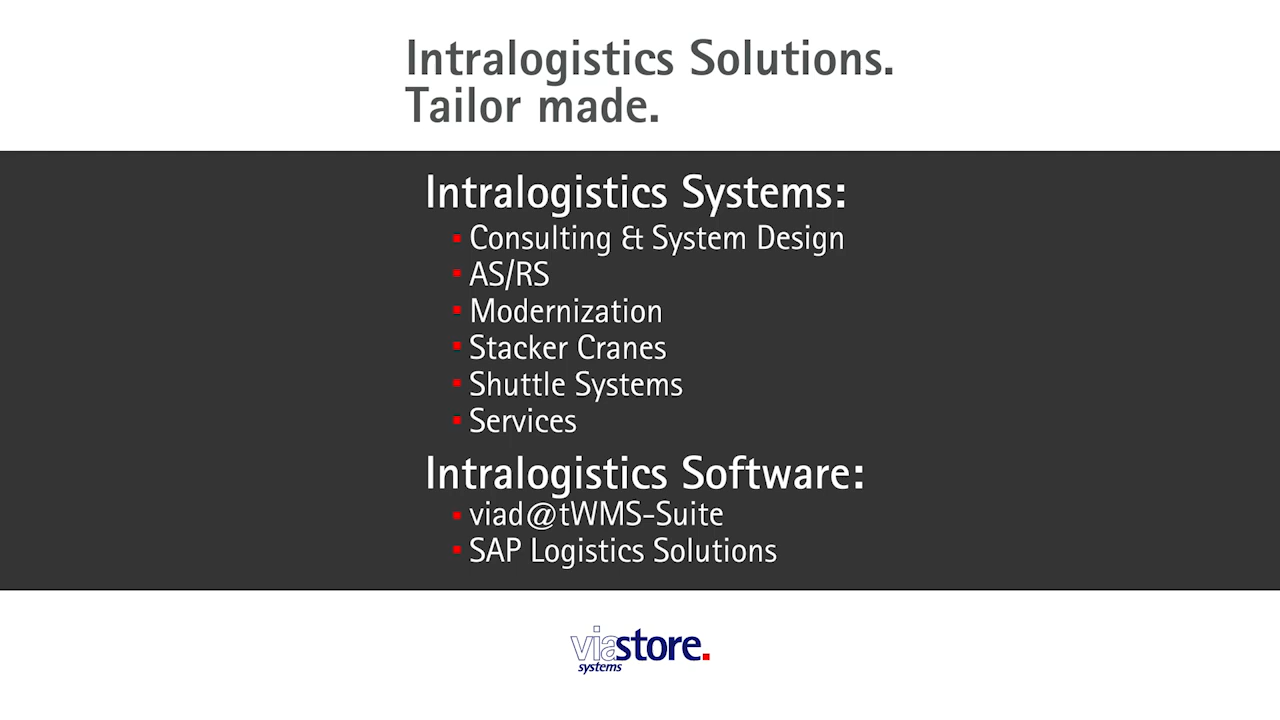 Intralogistics Solutions.
Tailor made.
Intralogistics Systems:
Consulting & System Design
AS/RS
Modernization
Stacker Cranes
Shuttle Systems
Services
Intralogistics Software:
viad@tWMS-Suite
SAP Logistics Solutions
viastore.
systems